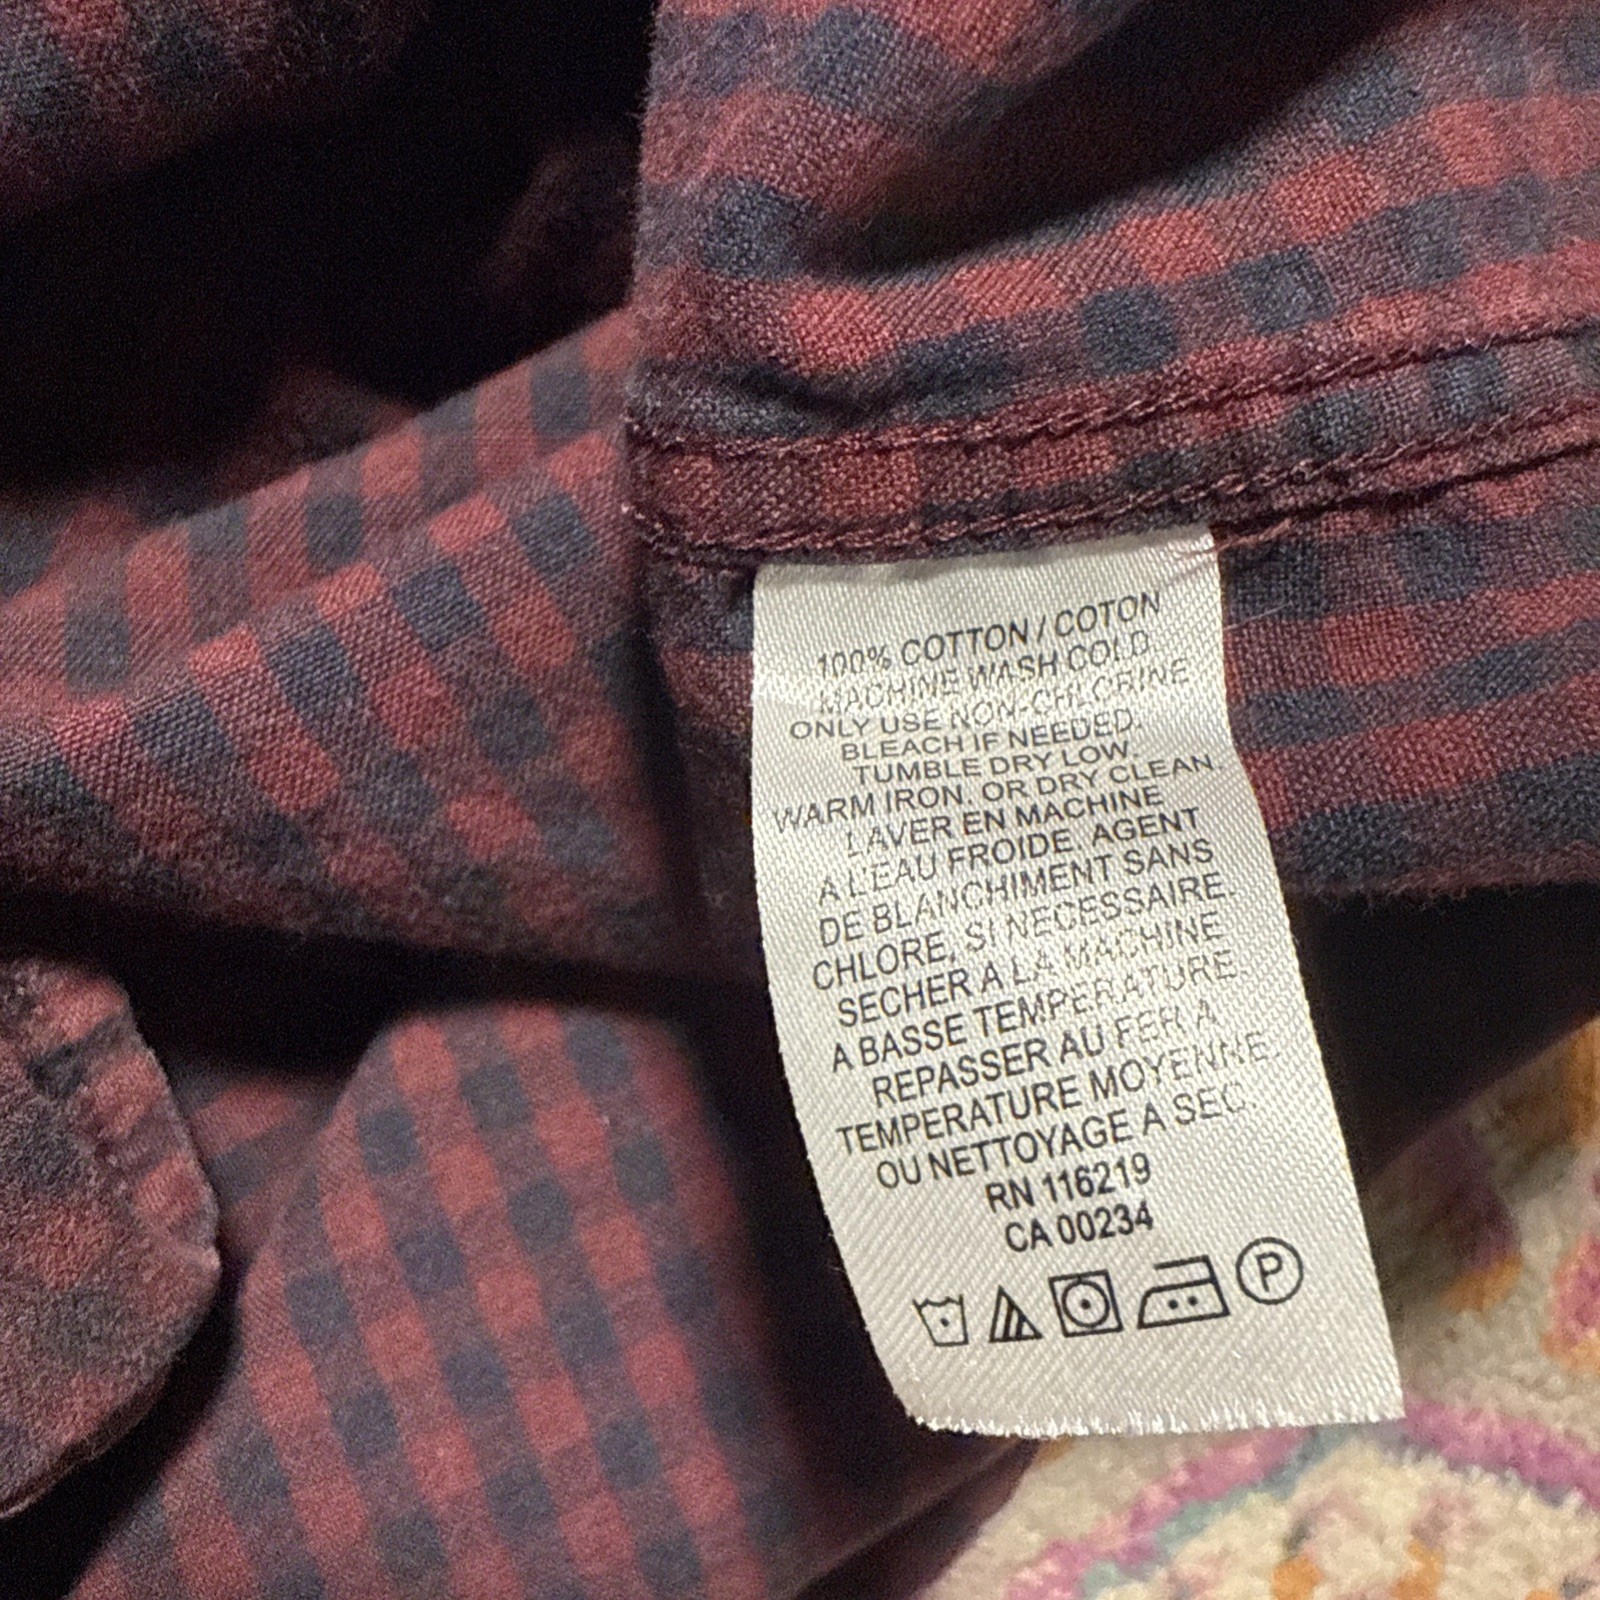 100% COTTON / COTON
MACHINE WASH COLD
ONLY USE NON-CHLORINE
BLEACH IF NEEDED.
TUMBLE DRY LOW.
WARM IRON. OR DRY CLEAN.
LAVER EN MACHINE
A L'EAU FROIDE. AGENT
DE BLANCHIMENT SANS
CHLORE, SI NECESSAIRE.
SECHER A LA MACHINE
A BASSE TEMPERATURE.
REPASSER AU FER A
TEMPERATURE MOYENNE.
OU NETTOYAGE A SEC.
RN 116219
CA 00234
P